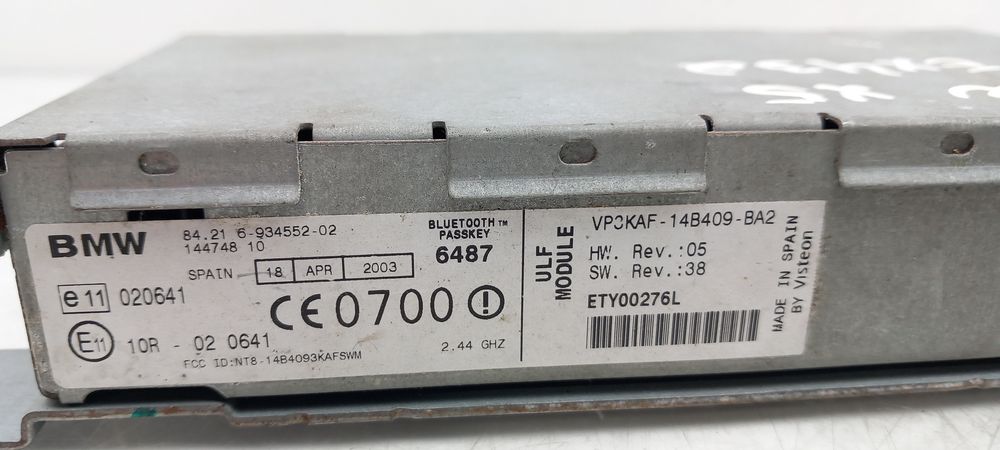 BMW
84.21 6-934552-02
144748 10
BLUETOOTH™
PASSKEY
6487
SPAIN 18 APR 2003
e11 020641
CE0700
E11 10R - 02 0641
2.44 GHZ
FCC ID:NT8-14B4093KAFSWM
ULF
MODULE
VP3KAF-14B409-BA2
HW. Rev.:05
SW. Rev.:38
ETY00276L
MADE IN SPAIN
BY Visteon